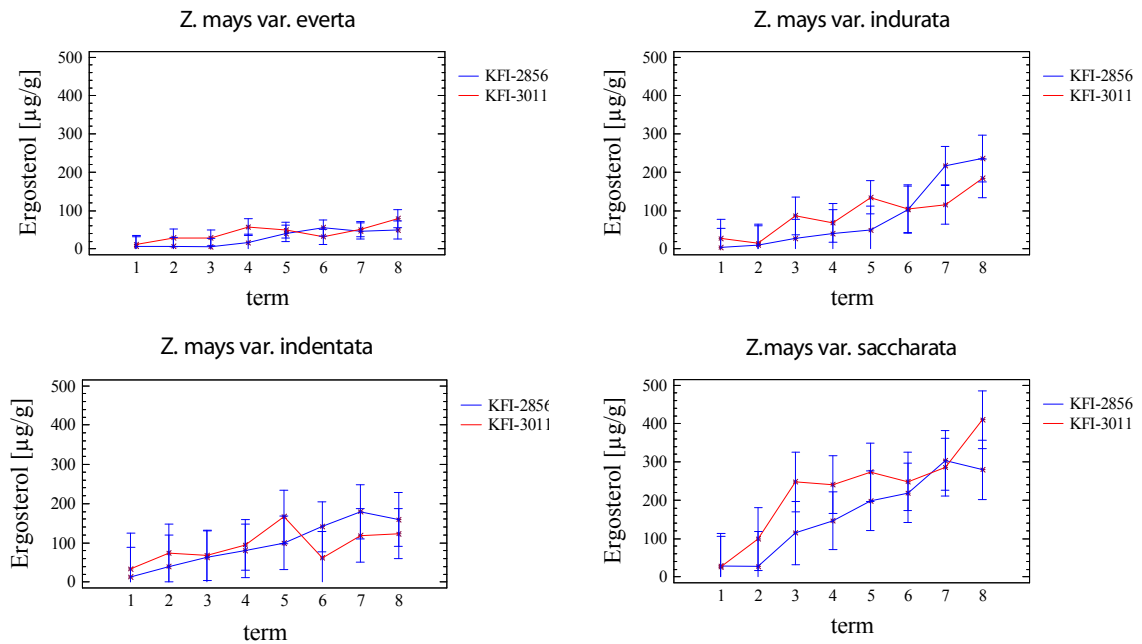 Z. mays var. everta
Ergosterol [µg/g]
500
400
300
200
100
0
1 2 3 4 5 6 7 8
term
KFI-2856
KFI-3011
Z. mays var. indurata
Ergosterol [µg/g]
500
400
300
200
100
0
1 2 3 4 5 6 7 8
term
KFI-2856
KFI-3011
Z. mays var. indentata
Ergosterol [µg/g]
500
400
300
200
100
0
1 2 3 4 5 6 7 8
term
KFI-2856
KFI-3011
Z.mays var. saccharata
Ergosterol [µg/g]
500
400
300
200
100
0
1 2 3 4 5 6 7 8
term
KFI-2856
KFI-3011